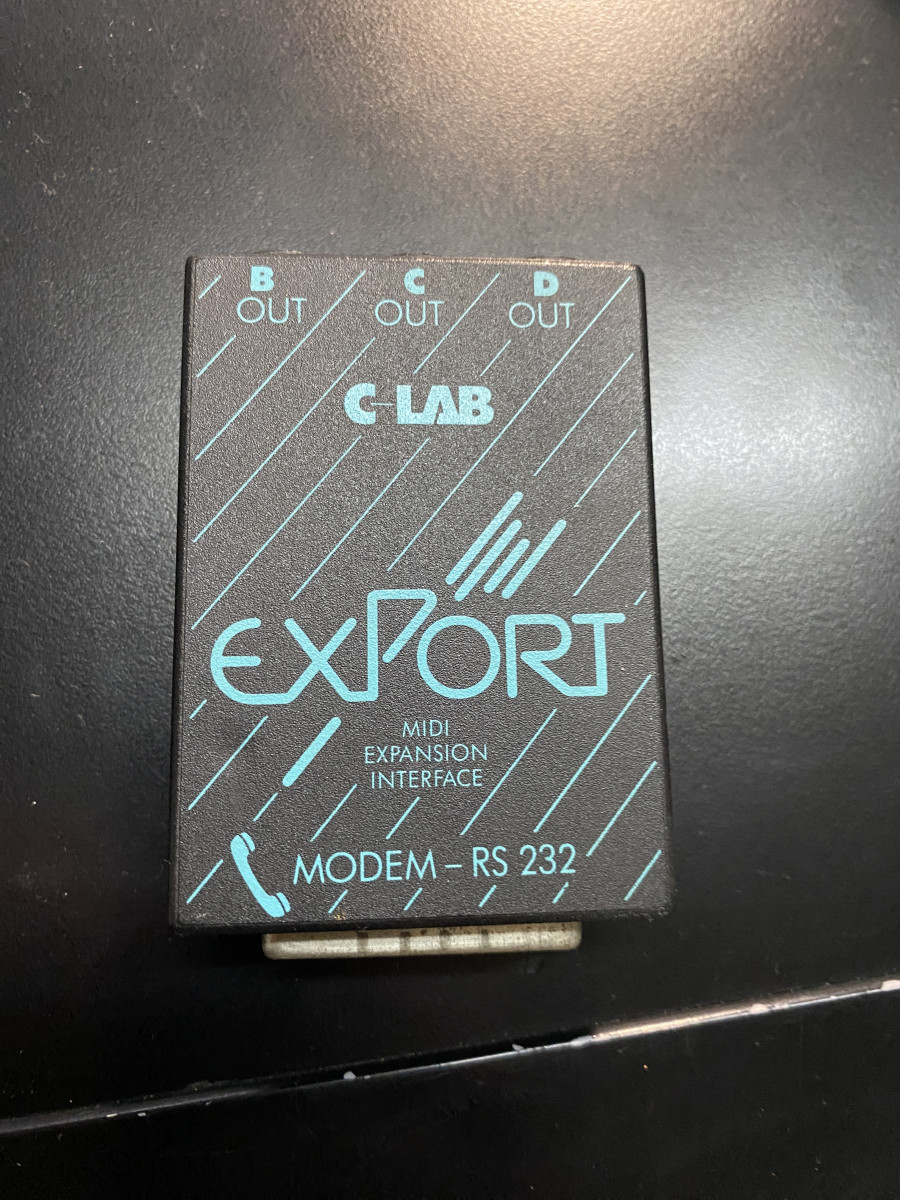 B C D
OUT OUT OUT
C-LAB
EXPORT
MIDI
EXPANSION
INTERFACE
MODEM – RS 232